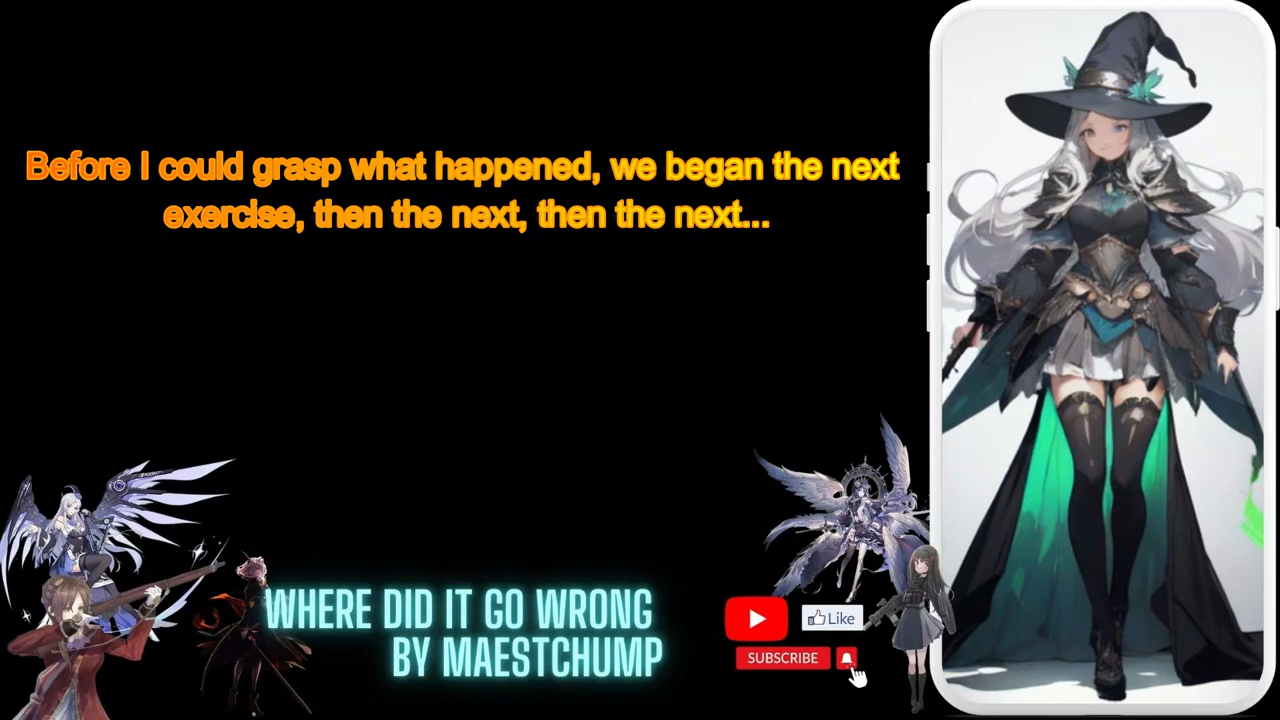 Before I could grasp what happened, we began the next
exercise, then the next, then the next...
WHERE DID IT GO WRONG
BY MAESTCHUMP
Like
SUBSCRIBE